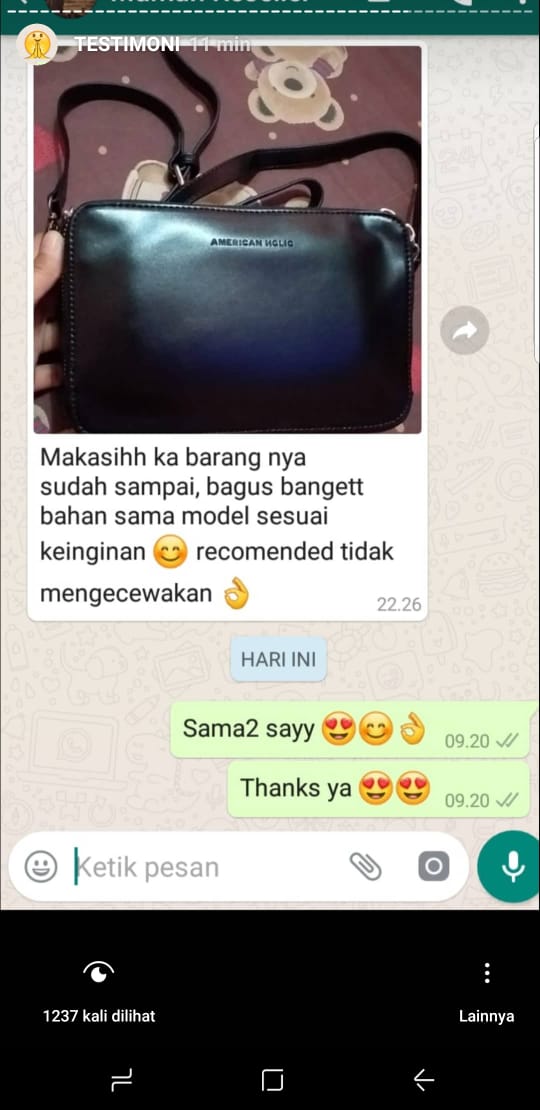 TESTIMONI 11 min
AMERICAN HOLIC
Makasihh ka barang nya
sudah sampai, bagus bangett
bahan sama model sesuai
keinginan 😊 recomended tidak
mengecewakan 👌
22.26
HARI INI
Sama2 sayy 😍😊👌 09.20
Thanks ya 😍😍 09.20
Ketik pesan
1237 kali dilihat
Lainnya